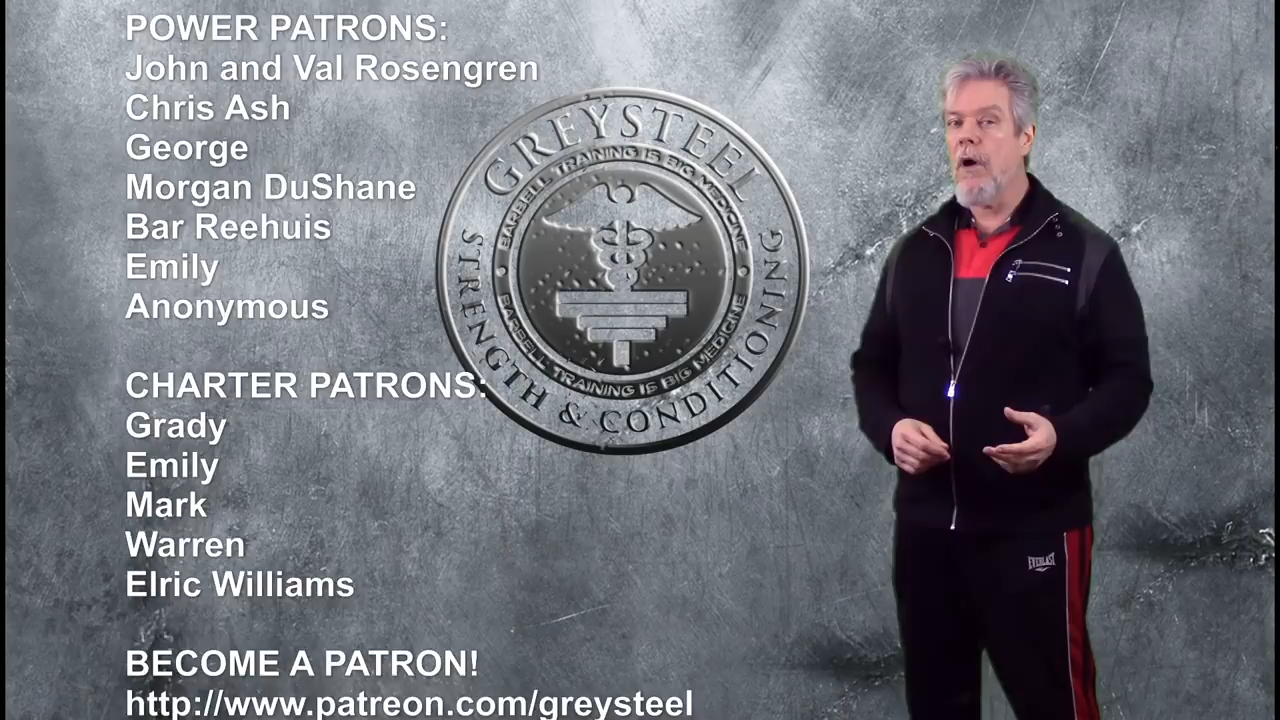 POWER PATRONS:
John and Val Rosengren
Chris Ash
George
Morgan DuShane
Bar Reehuis
Emily
Anonymous
CHARTER PATRONS:
Grady
Emily
Mark
Warren
Elric Williams
BECOME A PATRON!
http://www.patreon.com/greysteel
GREYSTEEL
STRENGTH & CONDITIONING
BARBELL TRAINING IS BIG MEDICINE
BARBELL TRAINING IS BIG MEDICINE
EVERLAST